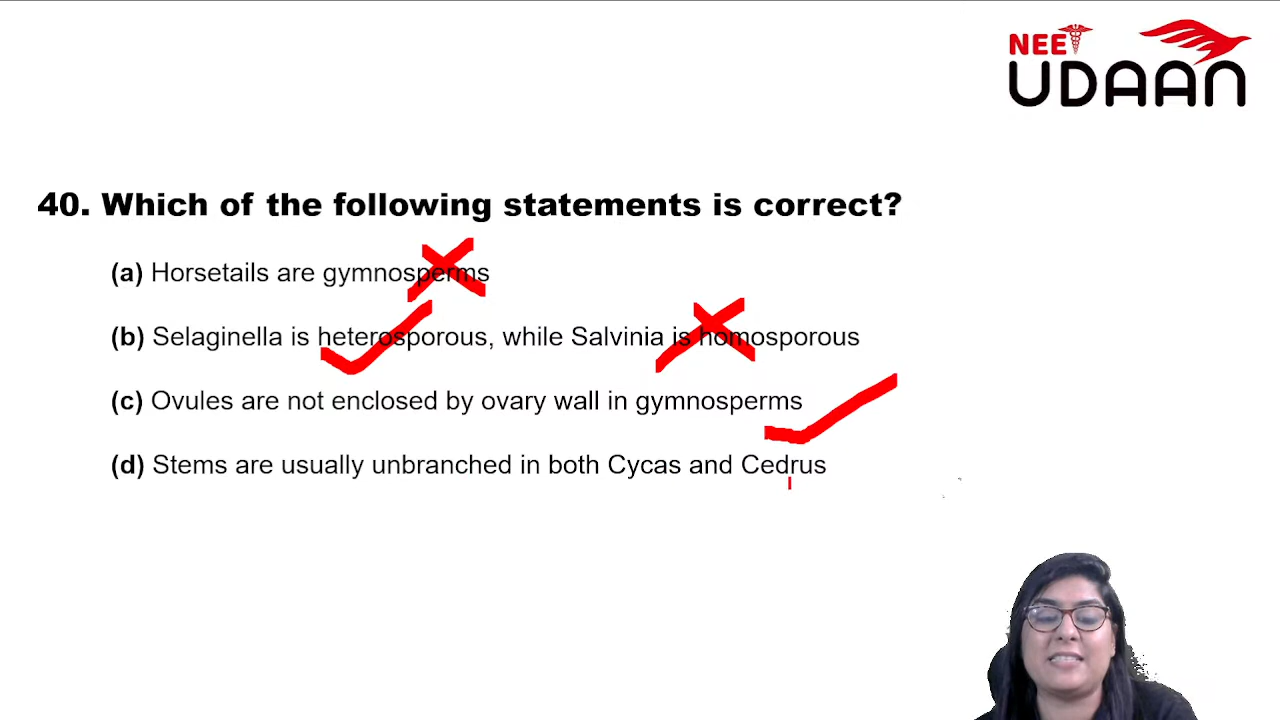 NEET
UDAAN
40. Which of the following statements is correct?
(a) Horsetails are gymnosperms
(b) Selaginella is heterosporous, while Salvinia is homosporous
(c) Ovules are not enclosed by ovary wall in gymnosperms
(d) Stems are usually unbranched in both Cycas and Cedrus